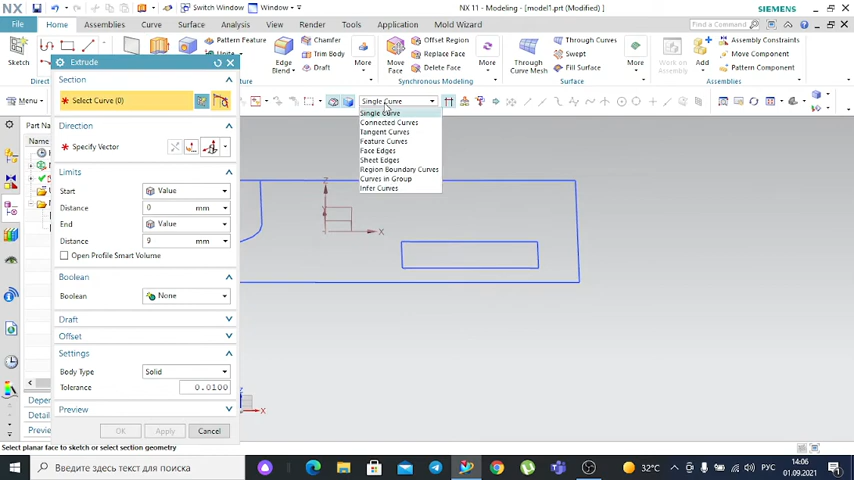 NX
Switch Window
Window
NX 11 - Modeling - [model1.prt (Modified) ]
SIEMENS
File
Home
Assemblies
Curve
Surface
Analysis
View
Render
Tools
Application
Mold Wizard
Find a Command
Sketch
Pattern Feature
Edge Blend
Chamfer
Trim Body
Draft
More
Move Face
Offset Region
Replace Face
Delete Face
More
Synchronous Modeling
Through Curve Mesh
Swept
Fill Surface
More
Add
Assembly Constraints
Move Component
Pattern Component
Menu
Single Curve
Single Curve
Connected Curves
Tangent Curves
Feature Curves
Face Edges
Sheet Edges
Region Boundary Curves
Curves in Group
Infer Curves
Part Na
Name
Extrude
Section
Select Curve (0)
Direction
Specify Vector
Limits
Start
Value
Distance
0
mm
End
Value
Distance
9
mm
Open Profile Smart Volume
Boolean
Boolean
None
Draft
Offset
Settings
Body Type
Solid
Tolerance
0.0100
Preview
OK
Apply
Cancel
Depen
Detail
Previe
Z
X
X
Select planar face to sketch or select section geometry
Введите здесь текст для поиска
32°C
РУС
14:06
01.09.2021